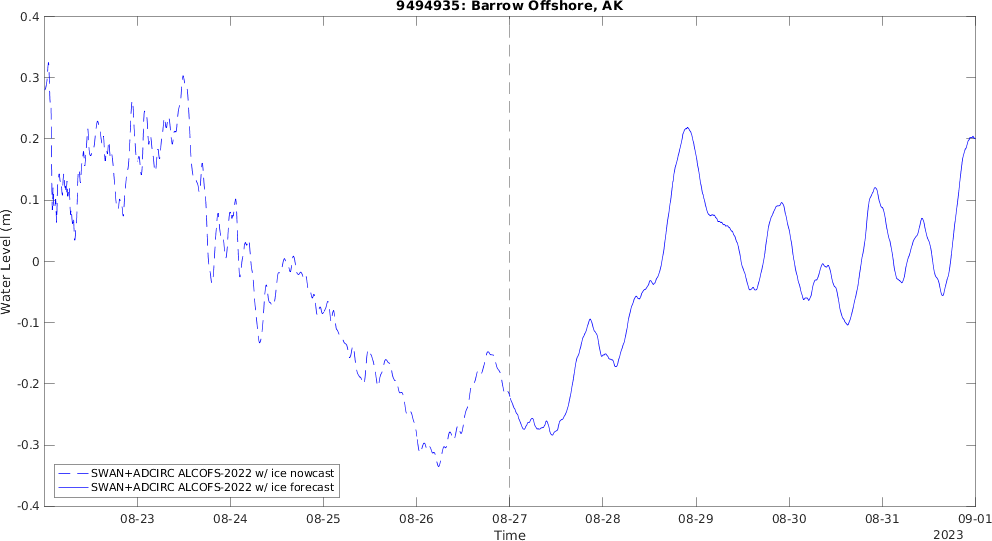 9494935: Barrow Offshore, AK
Water Level (m)
0.4
0.3
0.2
0.1
0
-0.1
-0.2
-0.3
-0.4
SWAN+ADCIRC ALCOFS-2022 w/ ice nowcast
SWAN+ADCIRC ALCOFS-2022 w/ ice forecast
08-23 08-24 08-25 08-26 08-27 08-28 08-29 08-30 08-31 09-01
Time
2023